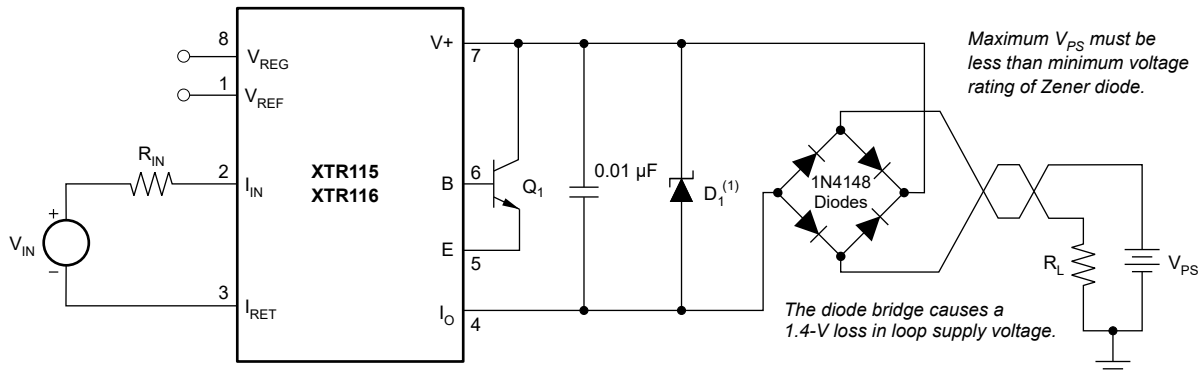 8
V_REG
1
V_REF
R_IN
2
I_IN
+
V_IN
–
3
I_RET
XTR115
XTR116
V+
7
B
6
Q_1
E
5
I_O
4
0.01 µF
D_1^(1)
1N4148
Diodes
Maximum V_PS must be
less than minimum voltage
rating of Zener diode.
R_L
V_PS
The diode bridge causes a
1.4-V loss in loop supply voltage.